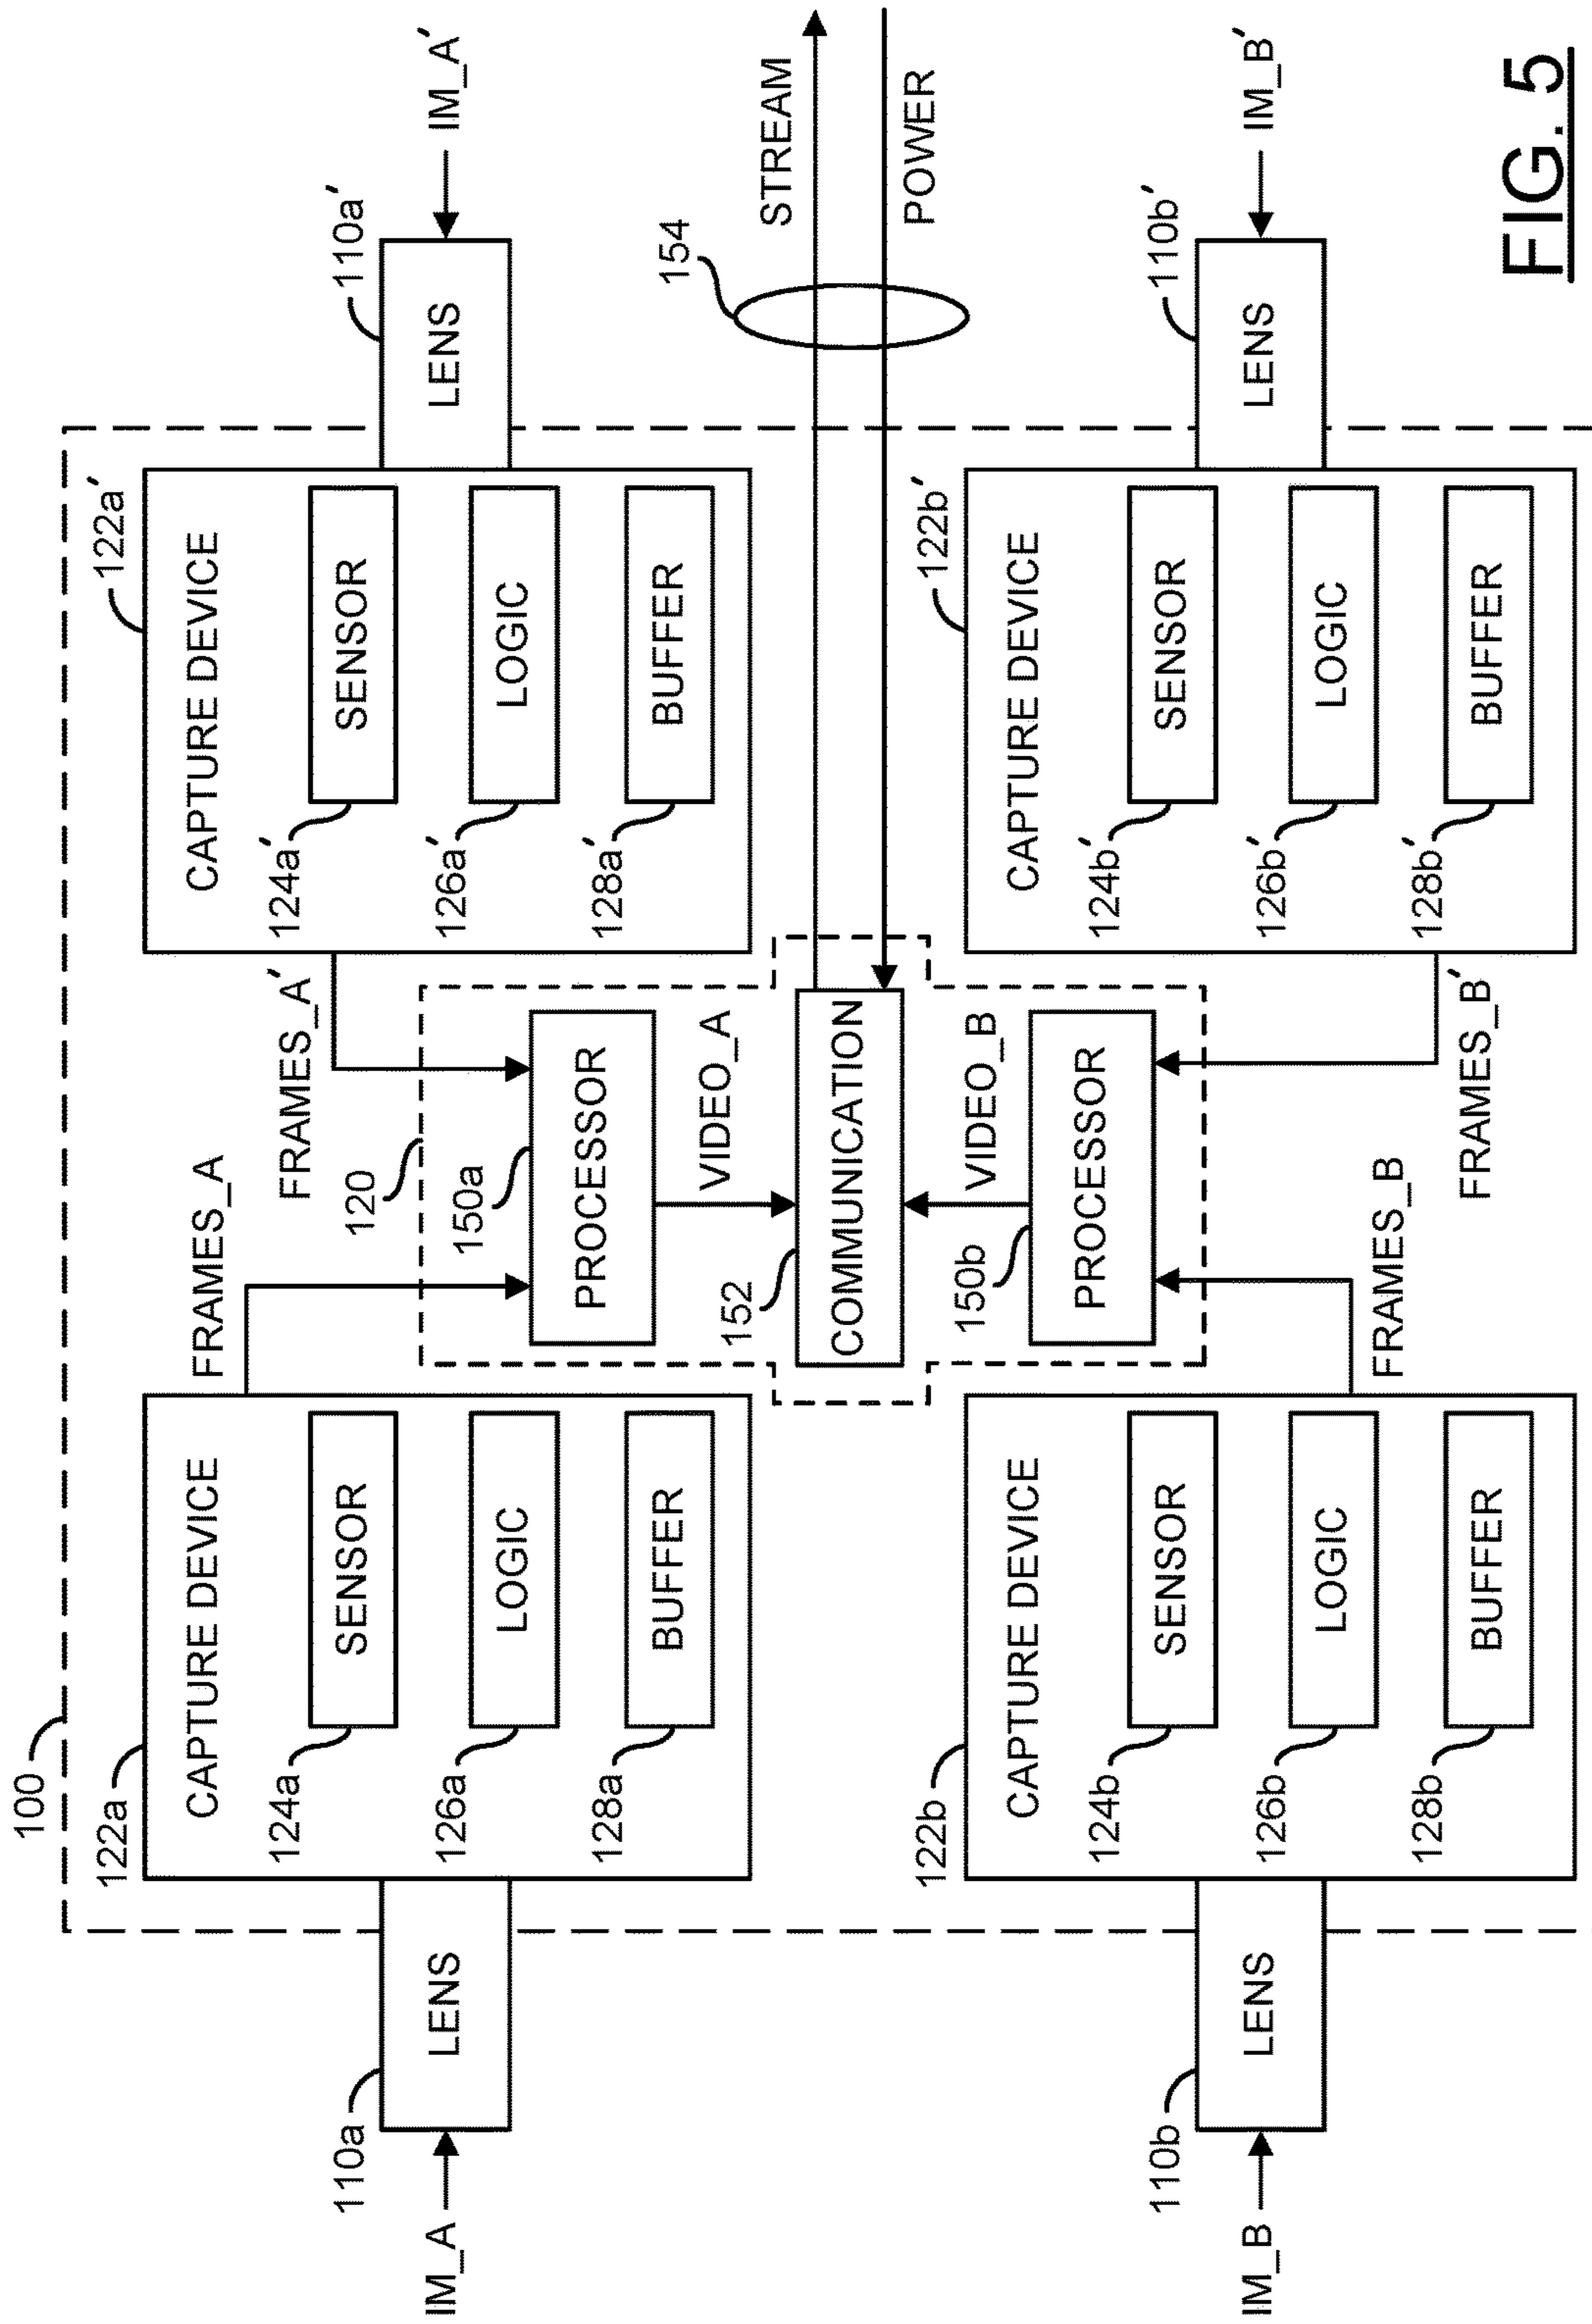 100
122a
CAPTURE DEVICE
124a
SENSOR
126a
LOGIC
128a
BUFFER
110a
LENS
IM_A
FRAMES_A
FRAMES_A'
122a'
CAPTURE DEVICE
124a'
SENSOR
126a'
LOGIC
128a'
BUFFER
110a'
LENS
IM_A'
120
150a
PROCESSOR
VIDEO_A
152
COMMUNICATION
154
STREAM
POWER
VIDEO_B
150b
PROCESSOR
122b
CAPTURE DEVICE
124b
SENSOR
126b
LOGIC
128b
BUFFER
110b
LENS
IM_B
FRAMES_B
FRAMES_B'
122b'
CAPTURE DEVICE
124b'
SENSOR
126b'
LOGIC
128b'
BUFFER
110b'
LENS
IM_B'
FIG. 5